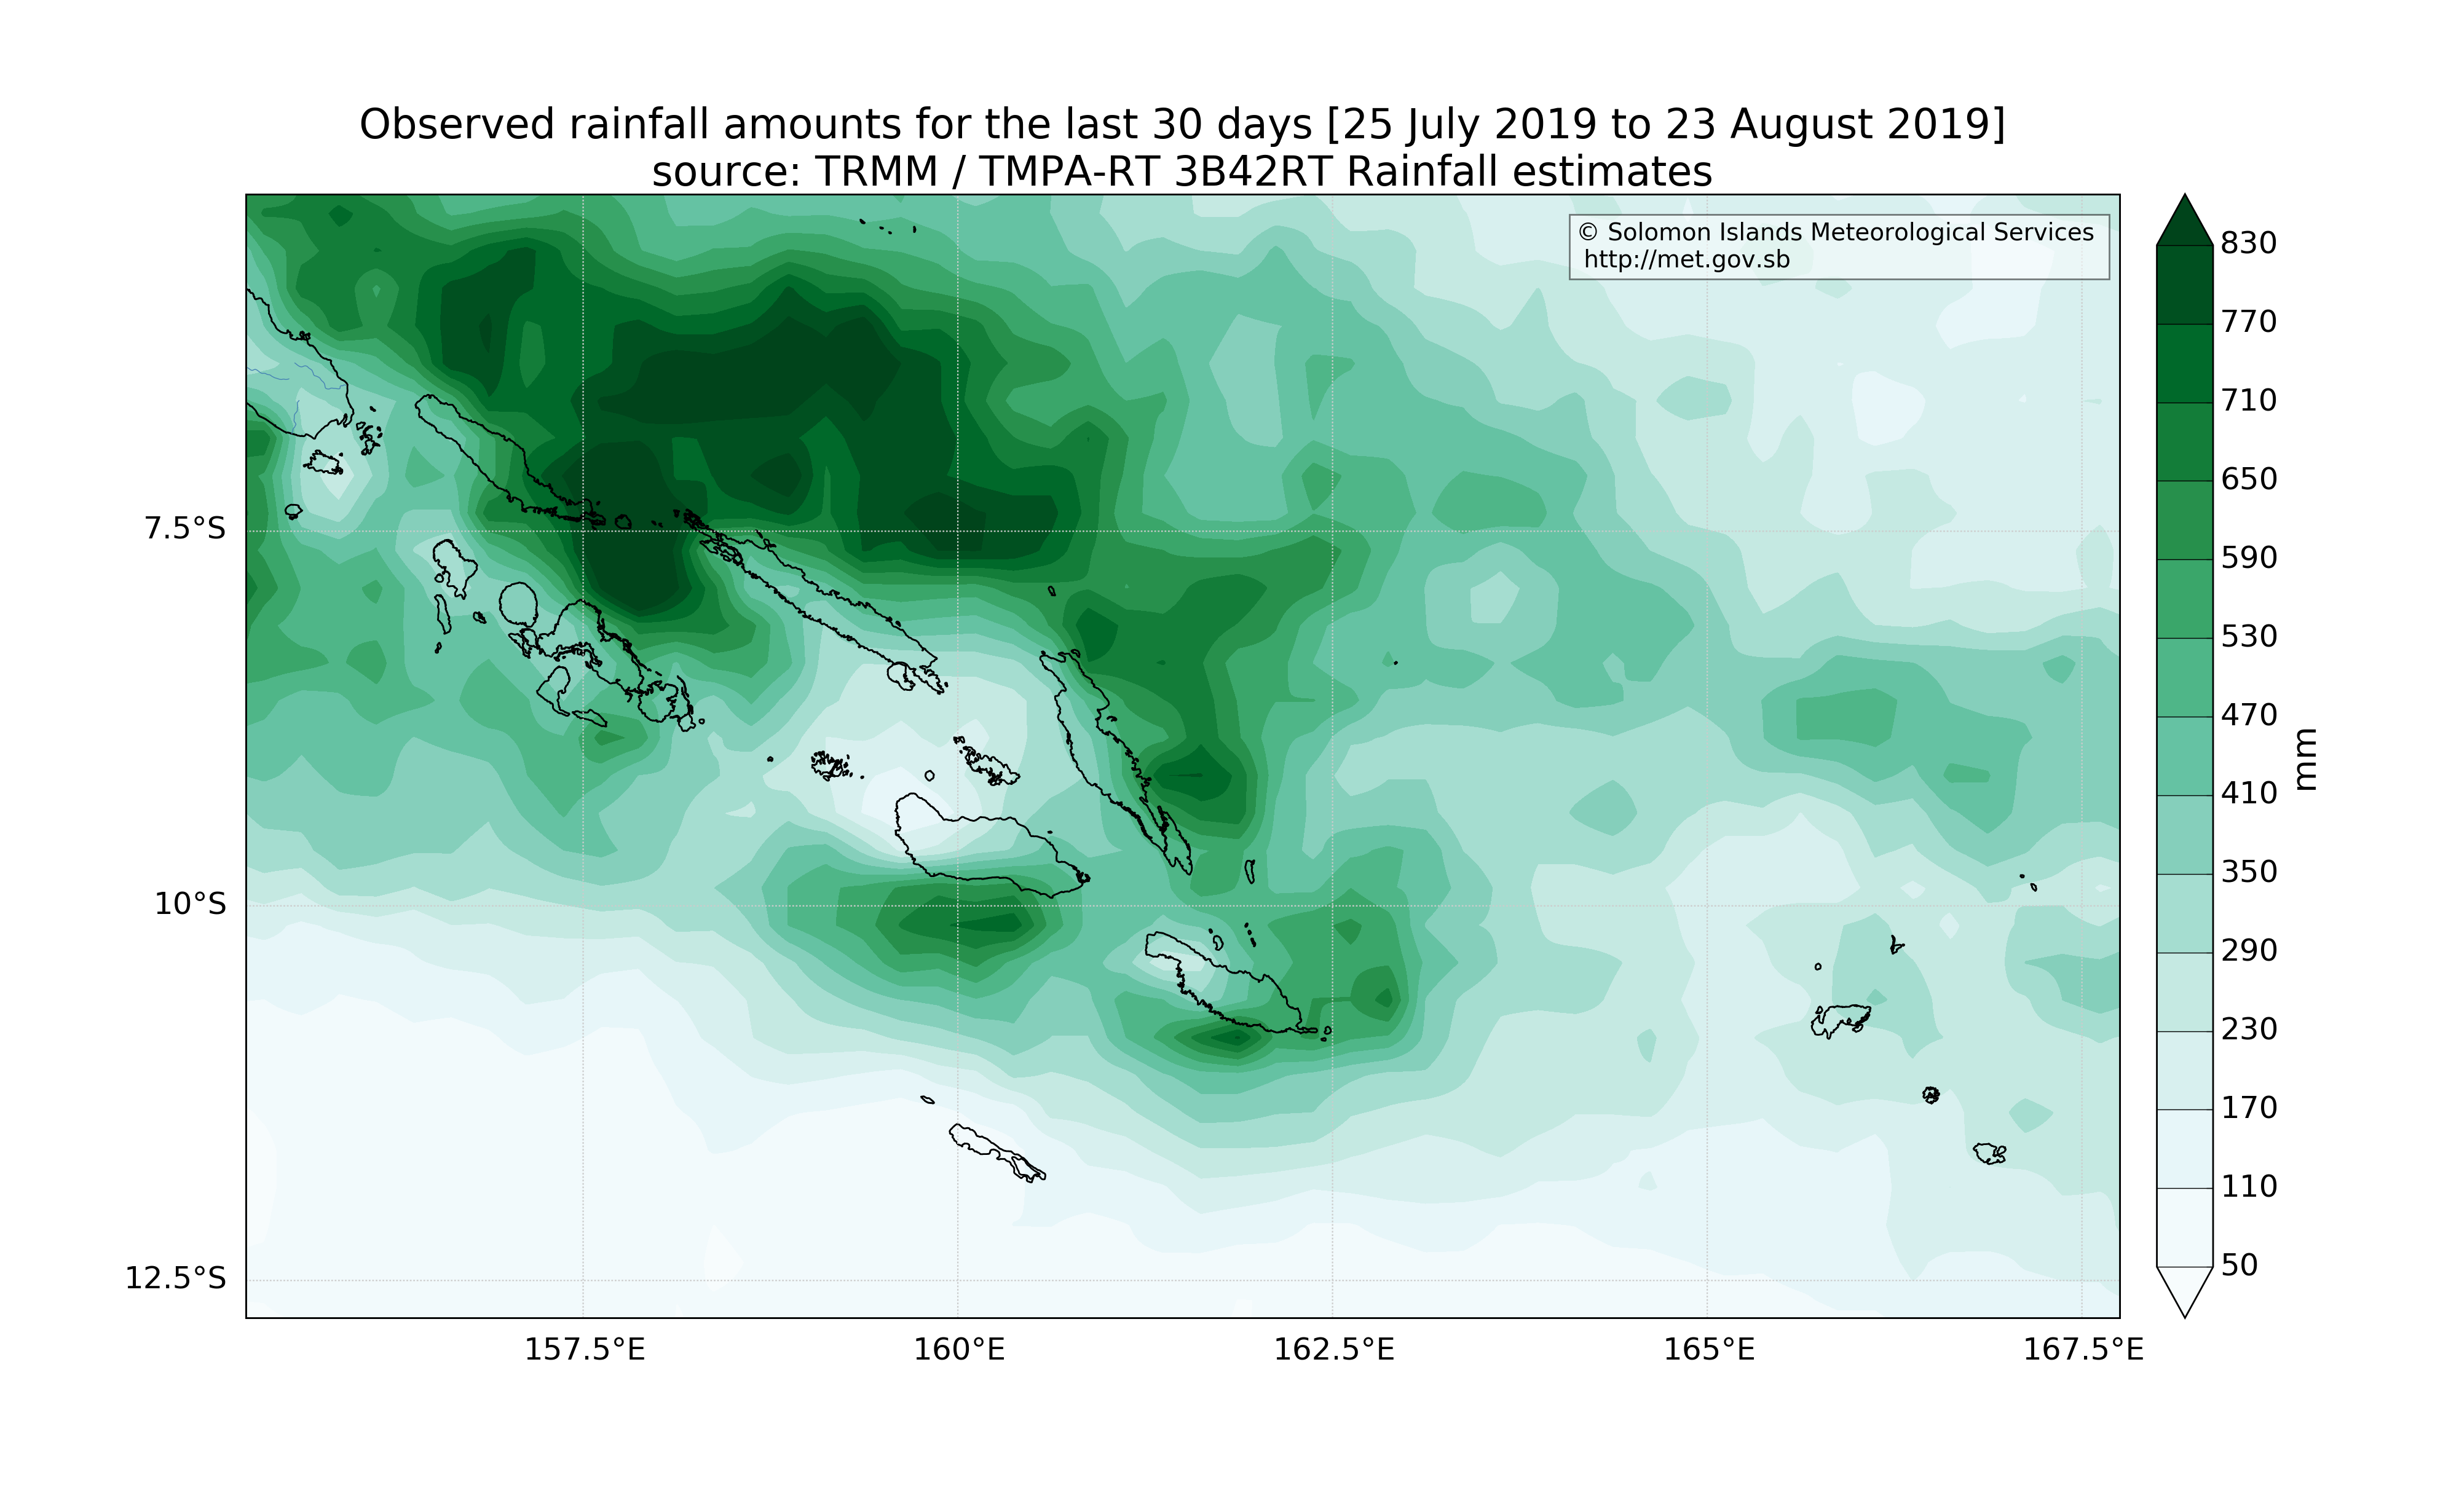 Observed rainfall amounts for the last 30 days [25 July 2019 to 23 August 2019]
source: TRMM / TMPA-RT 3B42RT Rainfall estimates
© Solomon Islands Meteorological Services
http://met.gov.sb
7.5°S
10°S
12.5°S
157.5°E
160°E
162.5°E
165°E
167.5°E
830
770
710
650
590
530
470
410
350
290
230
170
110
50
mm